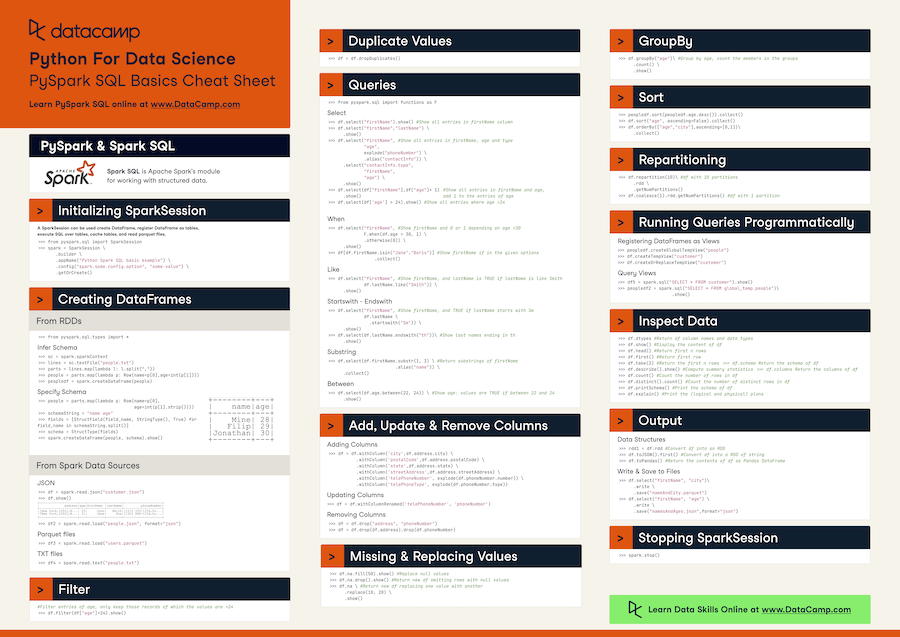 datacamp
Python For Data Science
PySpark SQL Basics Cheat Sheet
Learn PySpark SQL online at www.DataCamp.com
PySpark & Spark SQL
APACHE
Spark
Spark SQL is Apache Spark's module
for working with structured data.
> Initializing SparkSession
A SparkSession can be used create DataFrame, register DataFrame as tables,
execute SQL over tables, cache tables, and read parquet files.
>>> from pyspark.sql import SparkSession
>>> spark = SparkSession \
.builder \
.appName("Python Spark SQL basic example") \
.config("spark.some.config.option", "some-value") \
.getOrCreate()
> Creating DataFrames
From RDDs
>>> from pyspark.sql.types import *
Infer Schema
>>> sc = spark.sparkContext
>>> lines = sc.textFile("people.txt")
>>> parts = lines.map(lambda l: l.split(","))
>>> people = parts.map(lambda p: Row(name=p[0],age=int(p[1])))
>>> peopledf = spark.createDataFrame(people)
Specify Schema
>>> people = parts.map(lambda p: Row(name=p[0],
age=int(p[1].strip())))
>>> schemaString = "name age"
>>> fields = [StructField(field_name, StringType(), True) for
field_name in schemaString.split()]
>>> schema = StructType(fields)
>>> spark.createDataFrame(people, schema).show()
| name|age|
| Mine| 28|
| Filip| 29|
|Jonathan| 30|
From Spark Data Sources
JSON
>>> df = spark.read.json("customer.json")
>>> df.show()
>>> df2 = spark.read.load("people.json", format="json")
Parquet files
>>> df3 = spark.read.load("users.parquet")
TXT files
>>> df4 = spark.read.text("people.txt")
> Filter
#Filter entries of age, only keep those records of which the values are >24
>>> df.filter(df["age"]>24).show()
> Duplicate Values
>>> df = df.dropDuplicates()
> Queries
>>> from pyspark.sql import functions as F
Select
>>> df.select("firstName").show() #Show all entries in firstName column
>>> df.select("firstName","lastName") \
.show()
>>> df.select("firstName", #Show all entries in firstName, age and type
"age",
explode("phoneNumber") \
.alias("contactInfo")) \
.select("contactInfo.type",
"firstName",
"age") \
.show()
>>> df.select(df["firstName"],df["age"]+ 1) #Show all entries in firstName and age,
.show() and 1 to the entries of age
>>> df.select(df['age'] > 24).show() #Show all entries where age >24
When
>>> df.select("firstName", #Show firstName and 0 or 1 depending on age >30
F.when(df.age > 30, 1) \
.otherwise(0)) \
.show()
>>> df[df.firstName.isin("Jane","Boris")] #Show firstName if in the given options
.collect()
Like
>>> df.select("firstName", #Show firstName, and lastName is TRUE if lastName is like Smith
df.lastName.like("Smith")) \
.show()
Startswith - Endswith
>>> df.select("firstName", #Show firstName, and TRUE if lastName starts with Sm
df.lastName \
.startswith("Sm")) \
.show()
>>> df.select(df.lastName.endswith("th"))\ #Show last names ending in th
.show()
Substring
>>> df.select(df.firstName.substr(1, 3) \ #Return substrings of firstName
.alias("name")) \
.collect()
Between
>>> df.select(df.age.between(22, 24)) \ #Show age: values are TRUE if between 22 and 24
.show()
> Add, Update & Remove Columns
Adding Columns
>>> df = df.withColumn('city',df.address.city) \
.withColumn('postalCode',df.address.postalCode) \
.withColumn('state',df.address.state) \
.withColumn('streetAddress',df.address.streetAddress) \
.withColumn('telePhoneNumber', explode(df.phoneNumber.number)) \
.withColumn('telePhoneType', explode(df.phoneNumber.type))
Updating Columns
>>> df = df.withColumnRenamed('telePhoneNumber', 'phoneNumber')
Removing Columns
>>> df = df.drop("address", "phoneNumber")
>>> df = df.drop(df.address).drop(df.phoneNumber)
> Missing & Replacing Values
>>> df.na.fill(50).show() #Replace null values
>>> df.na.drop().show() #Return new df omitting rows with null values
>>> df.na \ #Return new df replacing one value with another
.replace(10, 20) \
.show()
> GroupBy
>>> df.groupBy("age")\ #Group by age, count the members in the groups
.count() \
.show()
> Sort
>>> peopledf.sort(peopledf.age.desc()).collect()
>>> df.sort("age", ascending=False).collect()
>>> df.orderBy(["age","city"],ascending=[0,1])\
.collect()
> Repartitioning
>>> df.repartition(10)\ #df with 10 partitions
.rdd \
.getNumPartitions()
>>> df.coalesce(1).rdd.getNumPartitions() #df with 1 partition
> Running Queries Programmatically
Registering DataFrames as Views
>>> peopledf.createGlobalTempView("people")
>>> df.createTempView("customer")
>>> df.createOrReplaceTempView("customer")
Query Views
>>> df5 = spark.sql("SELECT * FROM customer").show()
>>> peopledf2 = spark.sql("SELECT * FROM global_temp.people")\
.show()
> Inspect Data
>>> df.dtypes #Return df column names and data types
>>> df.show() #Display the content of df
>>> df.head() #Return first n rows
>>> df.first() #Return first row
>>> df.take(2) #Return the first n rows >>> df.schema Return the schema of df
>>> df.describe().show() #Compute summary statistics >>> df.columns Return the columns of df
>>> df.count() #Count the number of rows in df
>>> df.distinct().count() #Count the number of distinct rows in df
>>> df.printSchema() #Print the schema of df
>>> df.explain() #Print the (logical and physical) plans
> Output
Data Structures
>>> rdd1 = df.rdd #Convert df into an RDD
>>> df.toJSON().first() #Convert df into a RDD of string
>>> df.toPandas() #Return the contents of df as Pandas DataFrame
Write & Save to Files
>>> df.select("firstName", "city")\
.write \
.save("nameAndCity.parquet")
>>> df.select("firstName", "age") \
.write \
.save("namesAndAges.json",format="json")
> Stopping SparkSession
>>> spark.stop()
Learn Data Skills Online at www.DataCamp.com